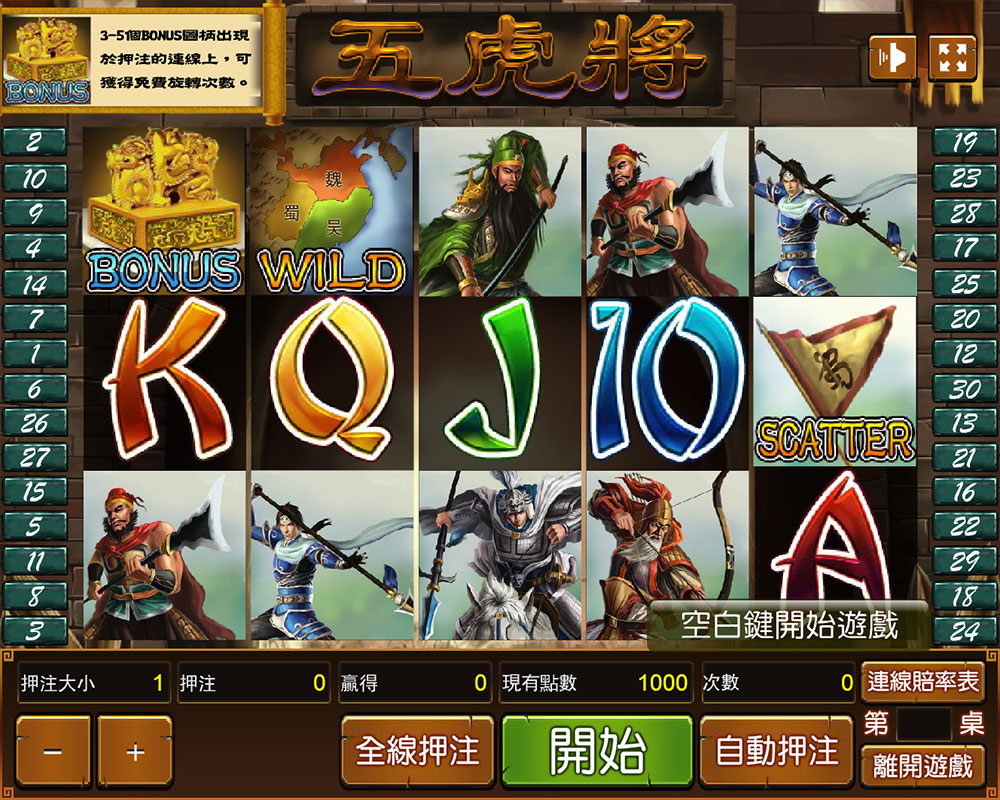 五虎將
3-5個BONUS圖柄出現
於押注的連線上，可
獲得免費旋轉次數。
BONUS
2
10
9
4
14
7
1
6
26
27
15
5
11
8
3
BONUS
魏
蜀
吴
WILD
K
Q
J
10
蜀
SCATTER
A
19
23
28
17
25
20
12
30
13
21
16
22
29
18
24
空白鍵開始遊戲
押注大小 1
押注 0
贏得 0
現有點數 1000
次數 0
連線賠率表
第 桌
− +
全線押注
開始
自動押注
離開遊戲